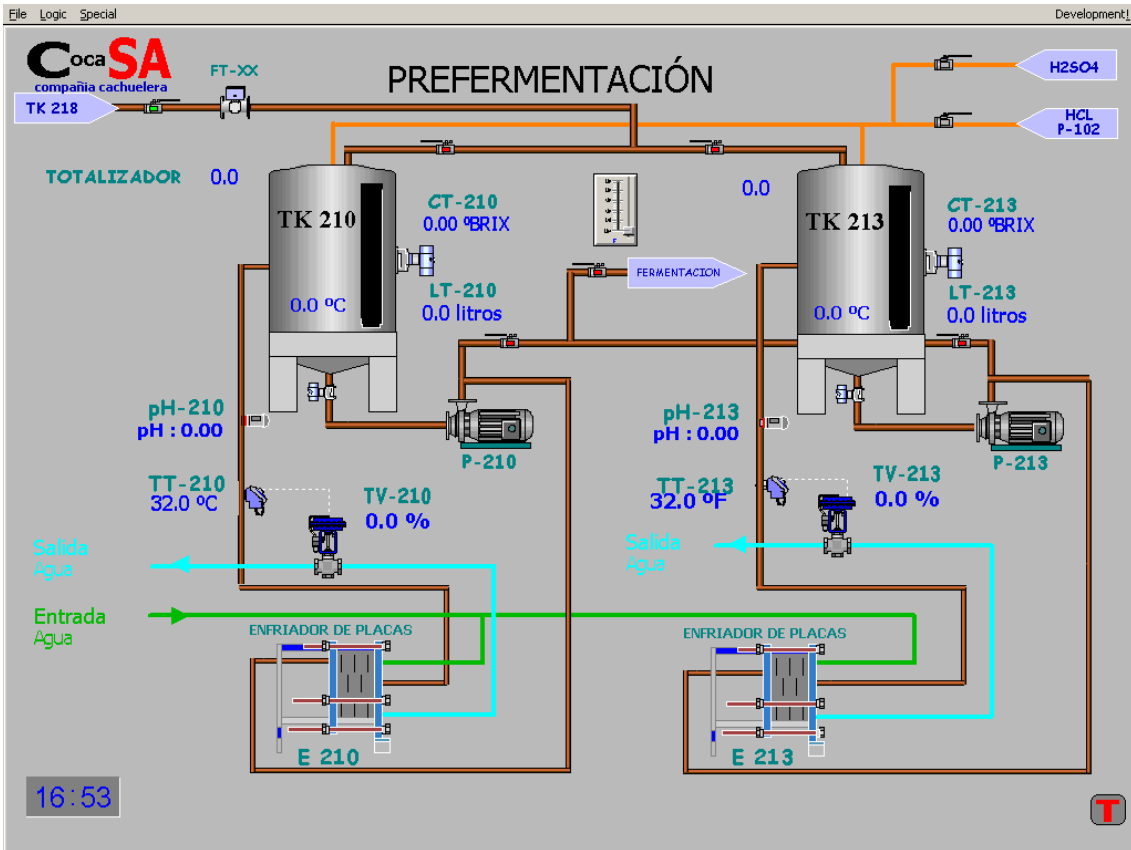 File Logic Special Development!
CocaSA
compañia cachuelera
FT-XX
PREFERMENTACIÓN
H2SO4
TK 218
HCL
P-102
TOTALIZADOR 0.0
0.0
TK 210
CT-210
0.00 ºBRIX
TK 213
CT-213
0.00 ºBRIX
F
FERMENTACION
LT-210
0.0 litros
0.0 ºC
LT-213
0.0 litros
0.0 ºC
pH-210
pH : 0.00
pH-213
pH : 0.00
P-210
P-213
TT-210
32.0 ºC
TV-210
0.0 %
TT-213
32.0 ºF
TV-213
0.0 %
Salida
Agua
Salida
Agua
Entrada
Agua
ENFRIADOR DE PLACAS
ENFRIADOR DE PLACAS
E 210
E 213
16:53
T